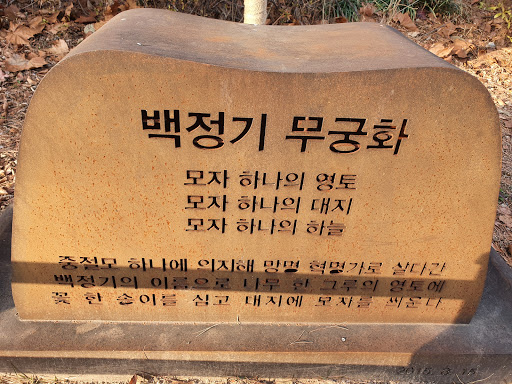 백정기 무궁화
모자 하나의 영토
모자 하나의 대지
모자 하나의 하늘
중절모 하나에 의지해 망명 혁명가로 살다간
백정기의 이름으로 나무 한 그루의 영토에
꽃 한 송이를 심고 대지에 모자를 씌운다